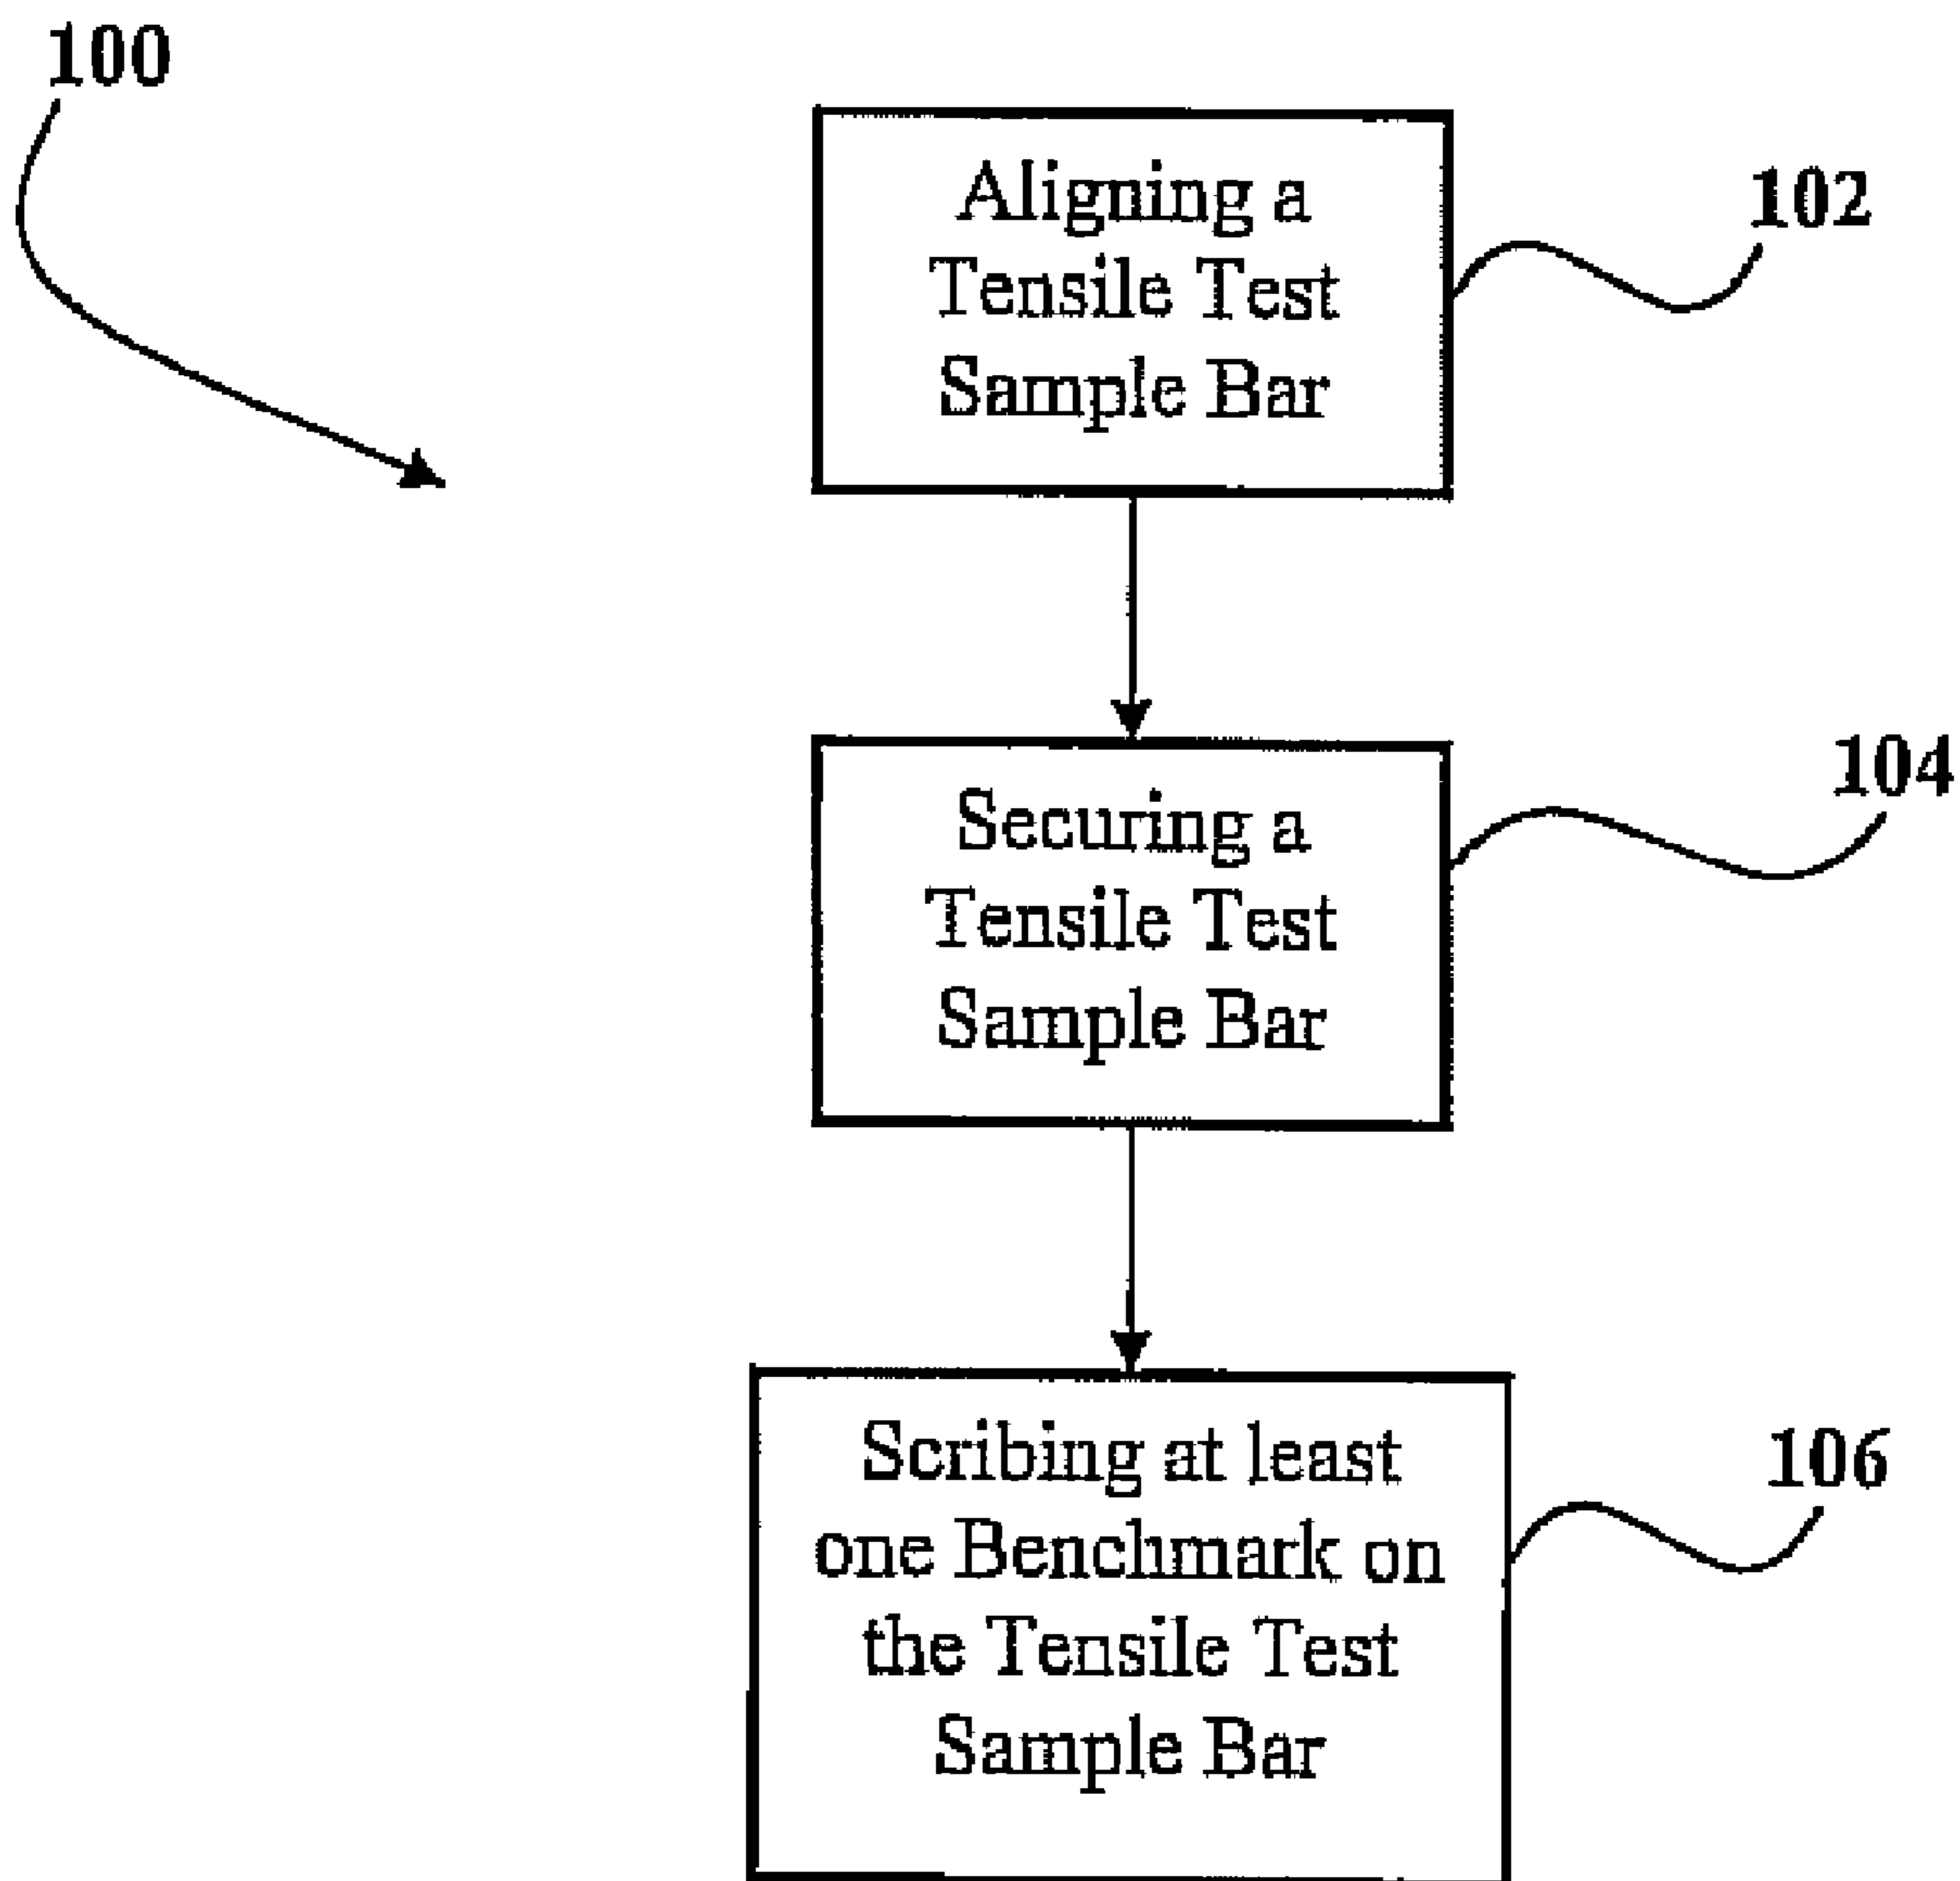 100
Aligning a
Tensile Test
Sample Bar
102
Securing a
Tensile Test
Sample Bar
104
Scribing at least
one Benchmark on
the Tensile Test
Sample Bar
106